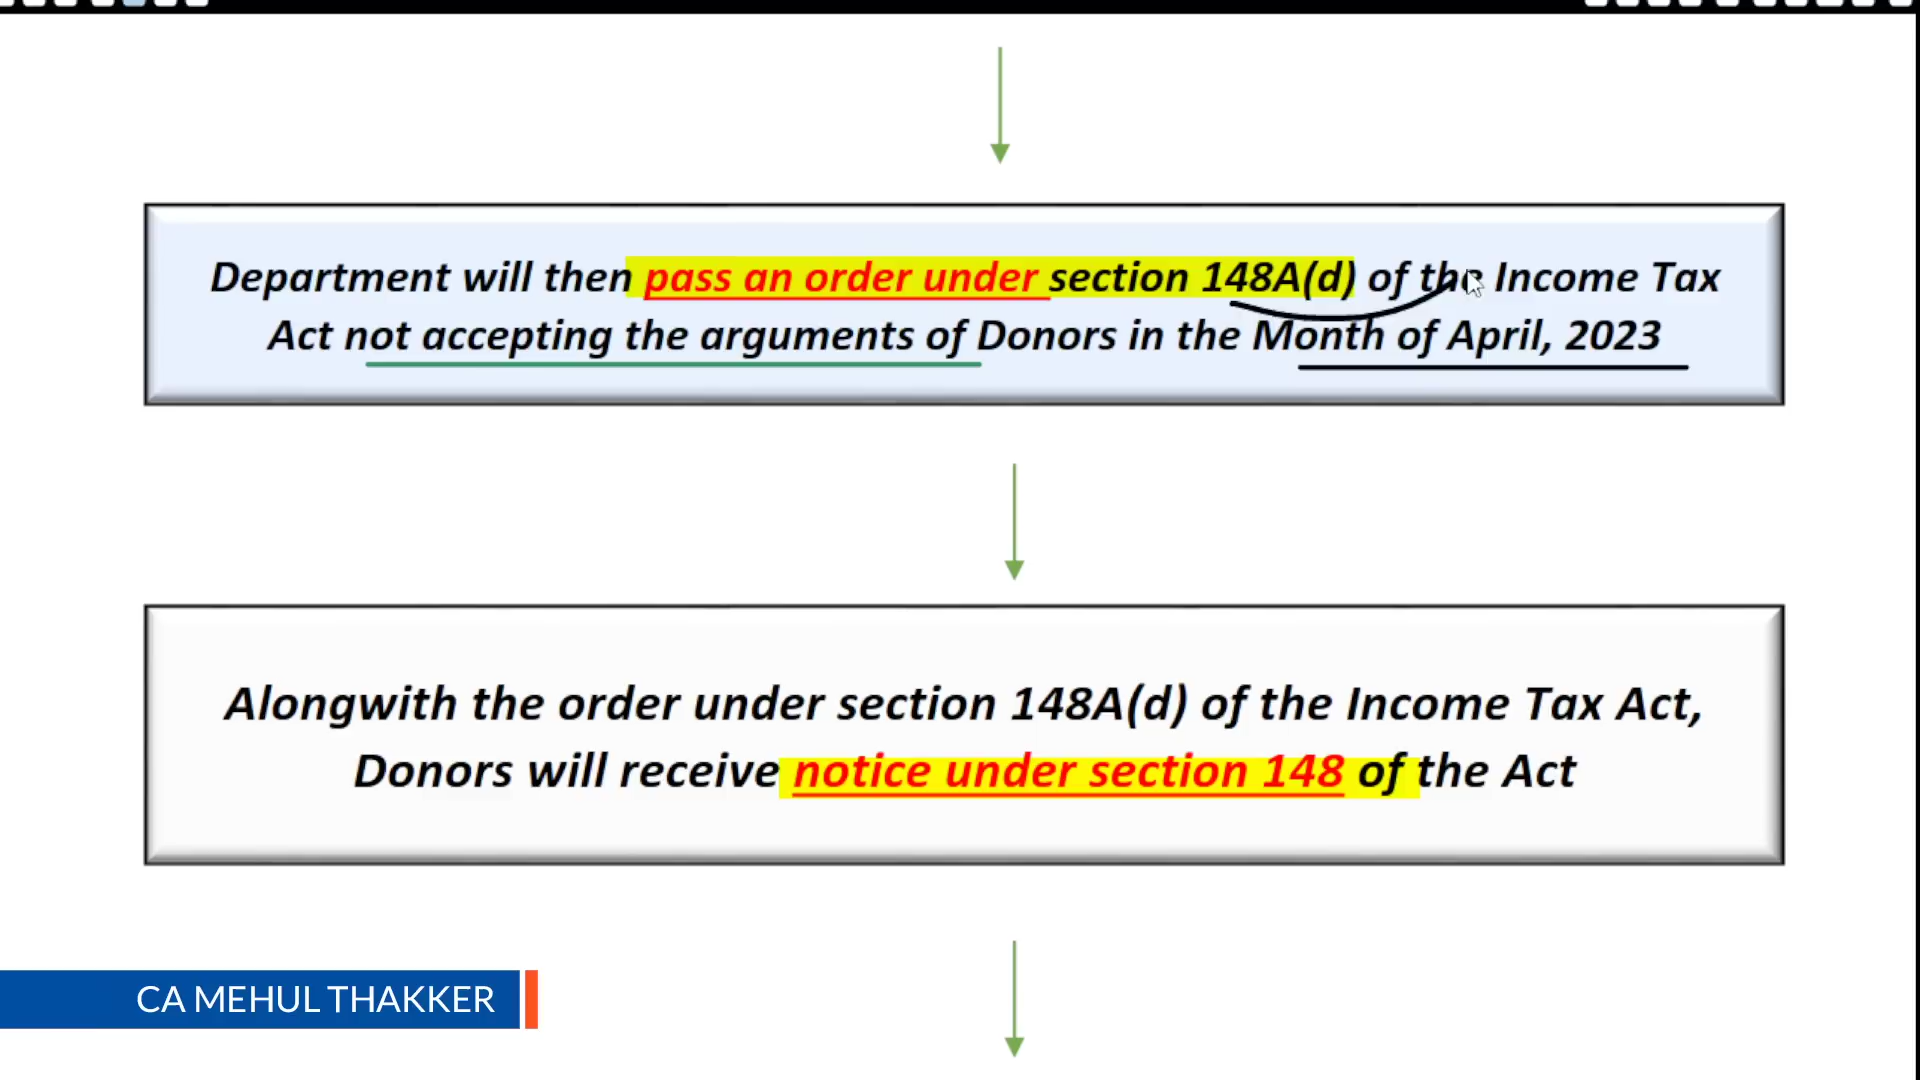 Department will then pass an order under section 148A(d) of the Income Tax
Act not accepting the arguments of Donors in the Month of April, 2023
Alongwith the order under section 148A(d) of the Income Tax Act,
Donors will receive notice under section 148 of the Act
CA MEHUL THAKKER